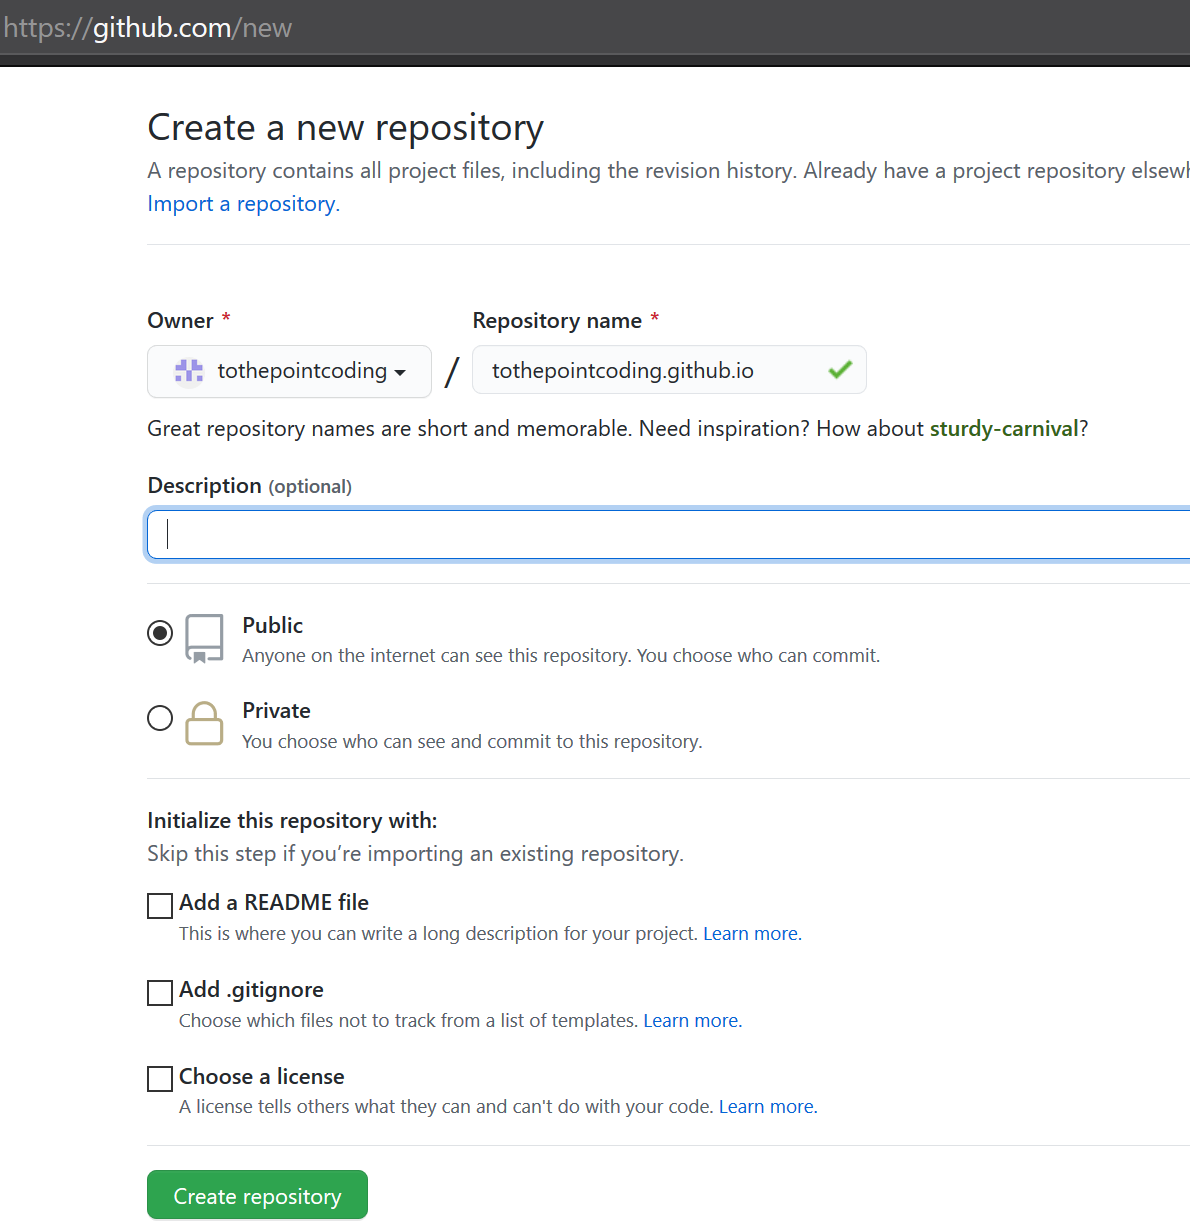 https://github.com/new
Create a new repository
A repository contains all project files, including the revision history. Already have a project repository
Import a repository.
Owner *
Repository name *
tothepointcoding
/
tothepointcoding.github.io
Great repository names are short and memorable. Need inspiration? How about sturdy-carnival?
Description (optional)
Public
Anyone on the internet can see this repository. You choose who can commit.
Private
You choose who can see and commit to this repository.
Initialize this repository with:
Skip this step if you’re importing an existing repository.
Add a README file
This is where you can write a long description for your project. Learn more.
Add .gitignore
Choose which files not to track from a list of templates. Learn more.
Choose a license
A license tells others what they can and can't do with your code. Learn more.
Create repository